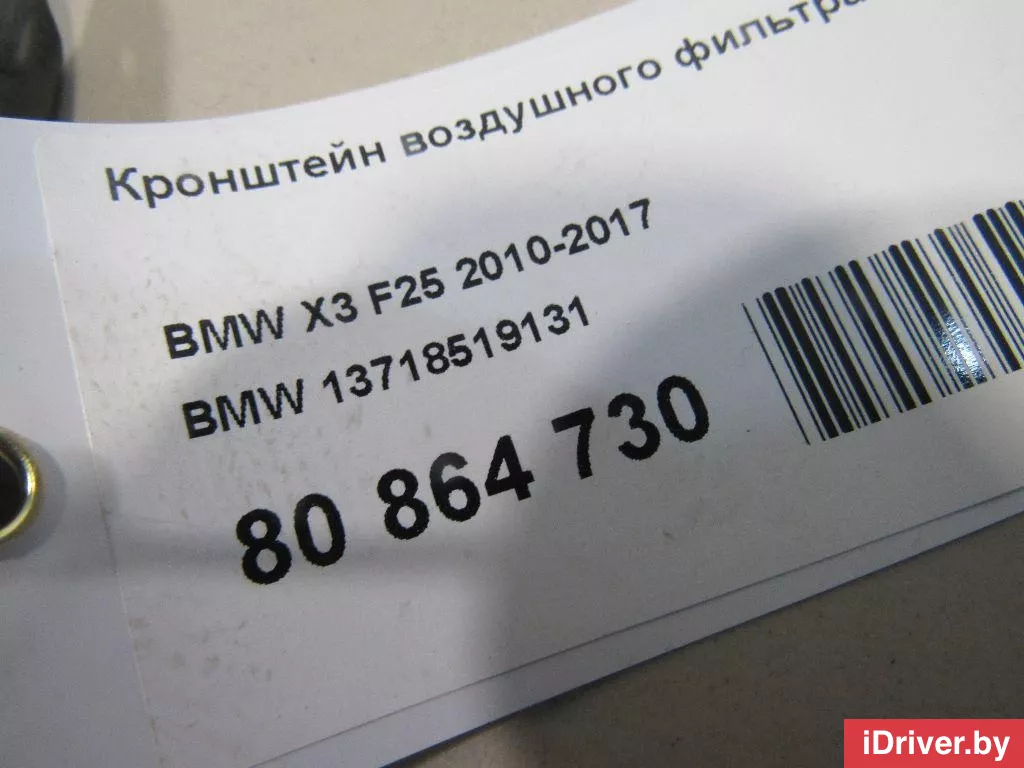 Кронштейн воздушного фильтра
BMW X3 F25 2010-2017
BMW 13718519131
80 864 730
iDriver.by